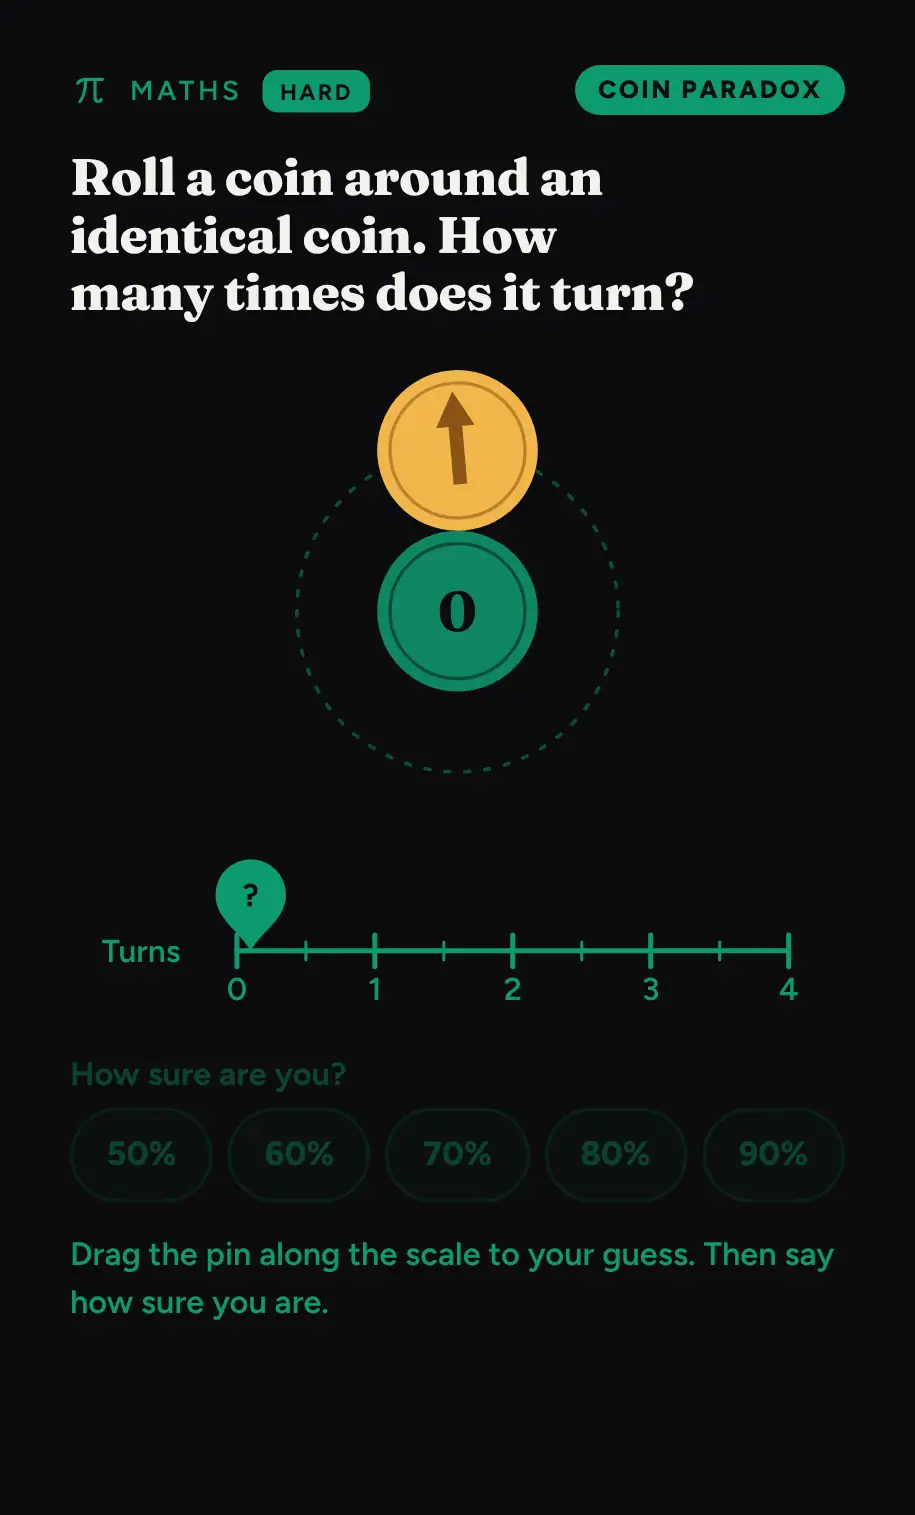 π MATHS HARD COIN PARADOX
Roll a coin around an
identical coin. How
many times does it turn?
0
?
Turns
0 1 2 3 4
How sure are you?
50% 60% 70% 80% 90%
Drag the pin along the scale to your guess. Then say
how sure you are.